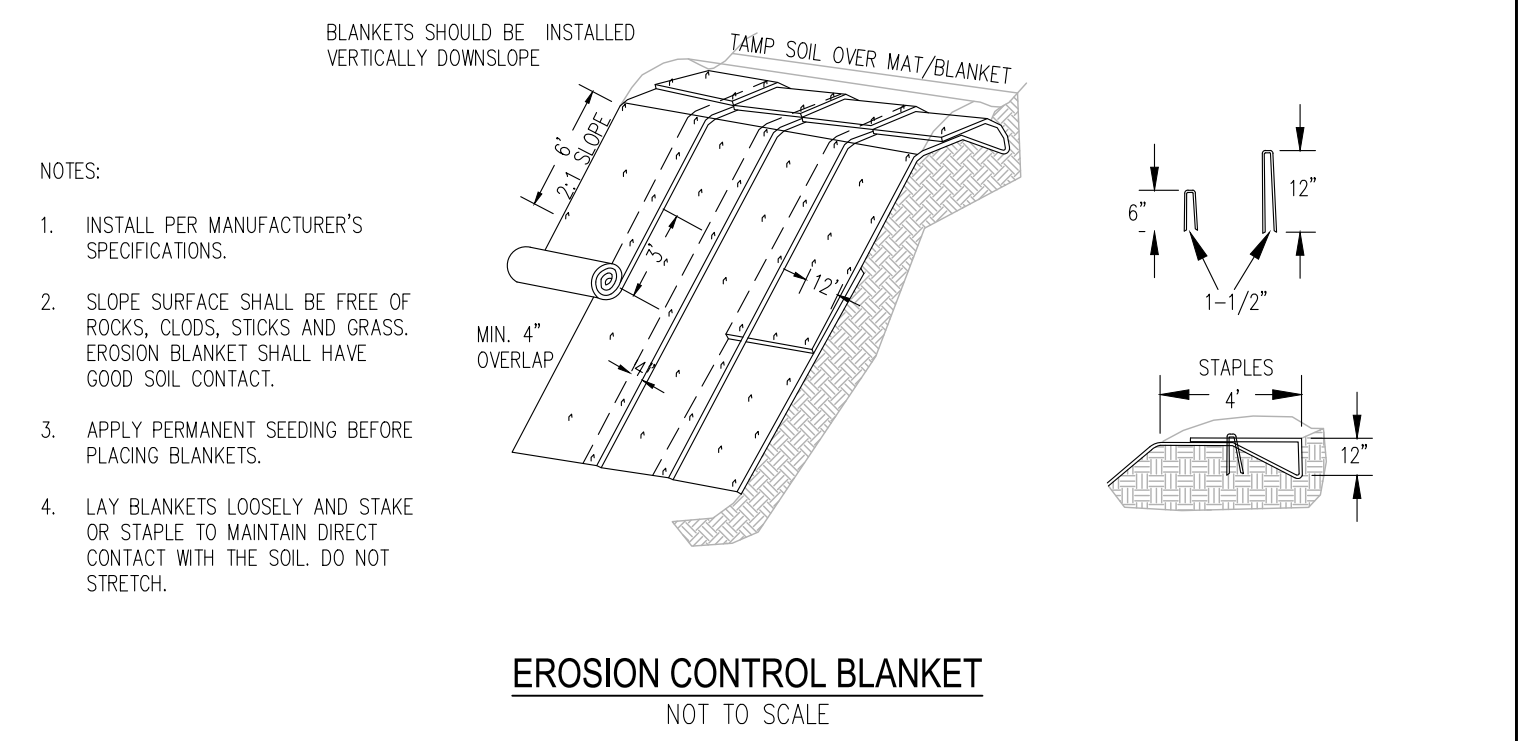 BLANKETS SHOULD BE INSTALLED
VERTICALLY DOWNSLOPE
TAMP SOIL OVER MAT/BLANKET
NOTES:
1. INSTALL PER MANUFACTURER'S
SPECIFICATIONS.
2. SLOPE SURFACE SHALL BE FREE OF
ROCKS, CLODS, STICKS AND GRASS.
EROSION BLANKET SHALL HAVE
GOOD SOIL CONTACT.
3. APPLY PERMANENT SEEDING BEFORE
PLACING BLANKETS.
4. LAY BLANKETS LOOSELY AND STAKE
OR STAPLE TO MAINTAIN DIRECT
CONTACT WITH THE SOIL. DO NOT
STRETCH.
6'
2:1 SLOPE
3'
12'
MIN. 4"
OVERLAP
4"
6"
12"
1-1/2"
STAPLES
4'
12"
EROSION CONTROL BLANKET
NOT TO SCALE